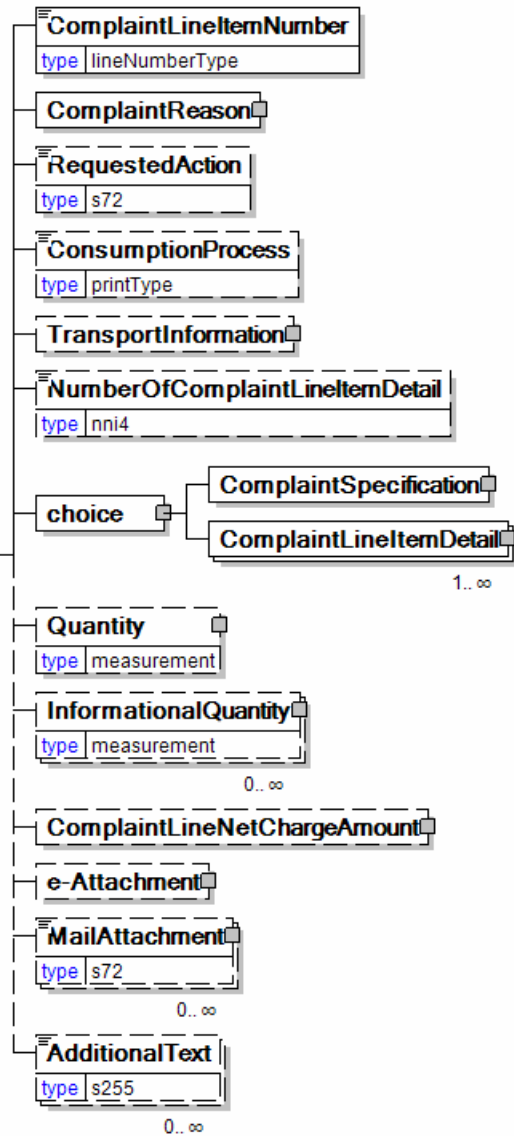 ComplaintLineItemNumber
type lineNumberType
ComplaintReason
RequestedAction
type s72
ConsumptionProcess
type printType
TransportInformation
NumberOfComplaintLineItemDetail
type nni4
choice
ComplaintSpecification
ComplaintLineItemDetail
1.. ∞
Quantity
type measurement
InformationalQuantity
type measurement
0.. ∞
ComplaintLineNetChargeAmount
e-Attachment
MailAttachment
type s72
0.. ∞
AdditionalText
type s255
0.. ∞